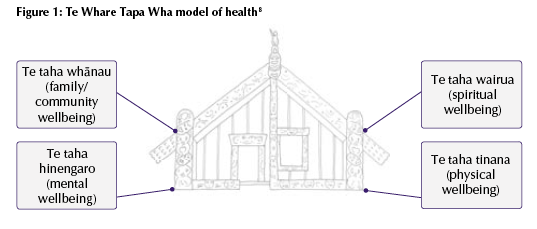 Figure 1: Te Whare Tapa Wha model of health⁸
Te taha whānau
(family/
community
wellbeing)
Te taha
hinengaro
(mental
wellbeing)
Te taha wairua
(spiritual
wellbeing)
Te taha tinana
(physical
wellbeing)